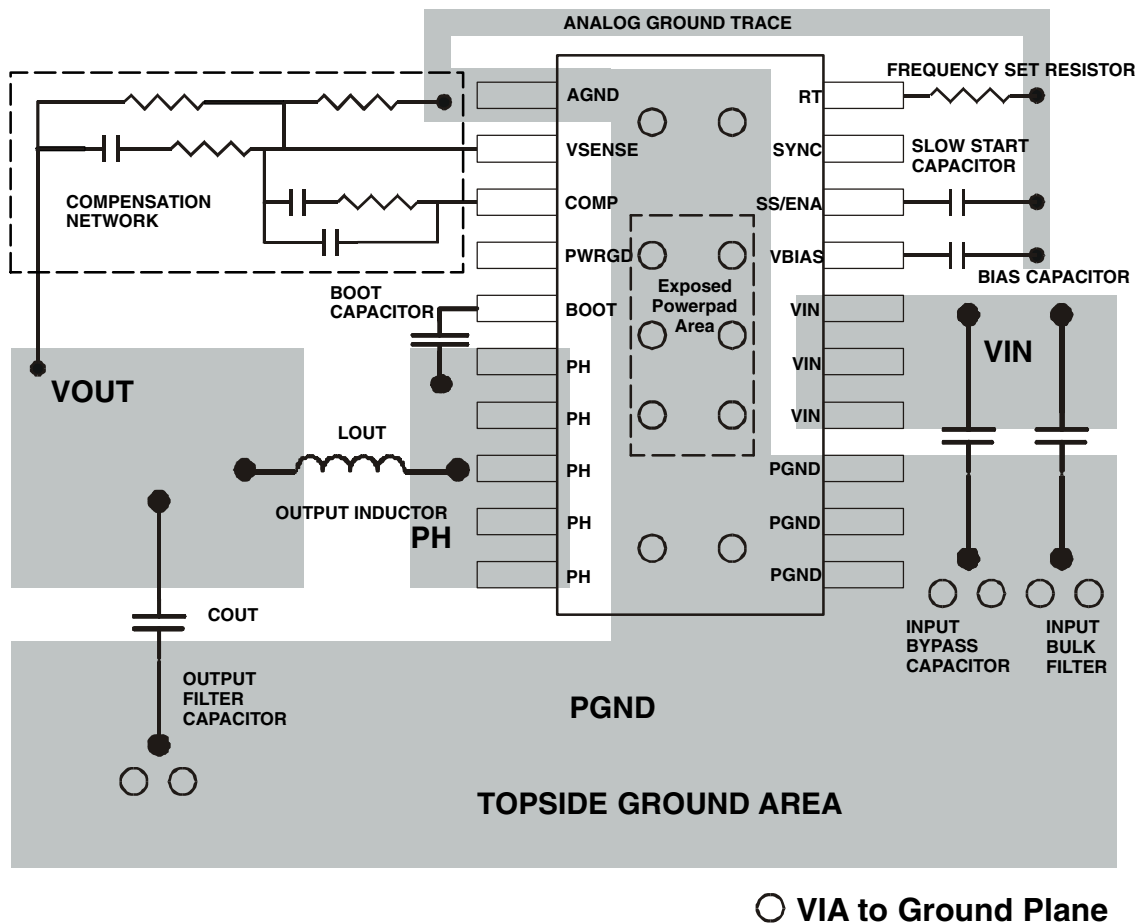 ANALOG GROUND TRACE
FREQUENCY SET RESISTOR
AGND
RT
VSENSE
SYNC
SLOW START
CAPACITOR
COMPENSATION
NETWORK
COMP
SS/ENA
PWRGD
VBIAS
BIAS CAPACITOR
BOOT
CAPACITOR
BOOT
Exposed
Powerpad
Area
VIN
VIN
PH
VIN
VOUT
PH
VIN
LOUT
PH
PGND
OUTPUT INDUCTOR
PH
PH
PGND
PH
PGND
COUT
INPUT
BYPASS
CAPACITOR
INPUT
BULK
FILTER
OUTPUT
FILTER
CAPACITOR
PGND
TOPSIDE GROUND AREA
VIA to Ground Plane